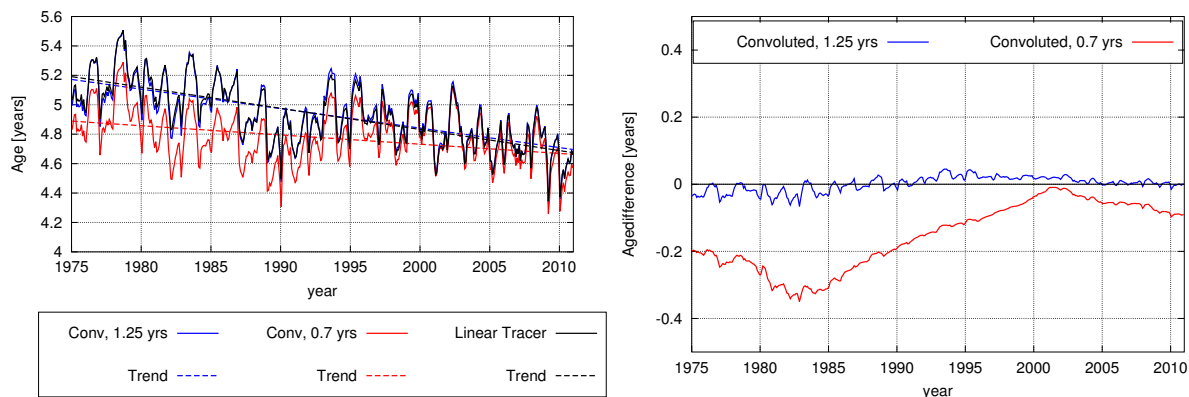 5.6
5.4
5.2
5
4.8
4.6
4.4
4.2
4
Age [years]
1975 1980 1985 1990 1995 2000 2005 2010
year
Conv, 1.25 yrs Conv, 0.7 yrs Linear Tracer
Trend Trend Trend
Convoluted, 1.25 yrs Convoluted, 0.7 yrs
0.4
0.2
0
-0.2
-0.4
Agedifference [years]
1975 1980 1985 1990 1995 2000 2005 2010
year